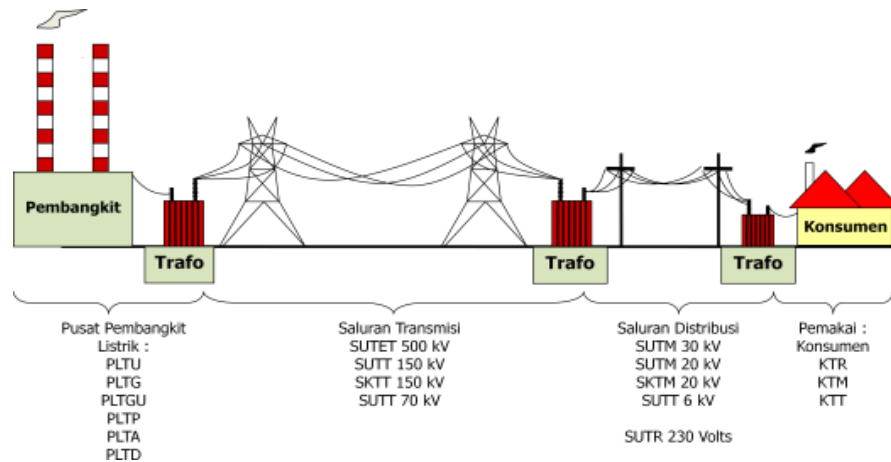 Pembangkit
Konsumen
Trafo
Trafo
Trafo
Pusat Pembangkit
Listrik :
PLTU
PLTG
PLTGU
PLTP
PLTA
PLTD
Saluran Transmisi
SUTET 500 kV
SUTT 150 kV
SKTT 150 kV
SUTT 70 kV
Saluran Distribusi
SUTM 30 kV
SUTM 20 kV
SKTM 20 kV
SUTT 6 kV
SUTR 230 Volts
Pemakai :
Konsumen
KTR
KTM
KTT